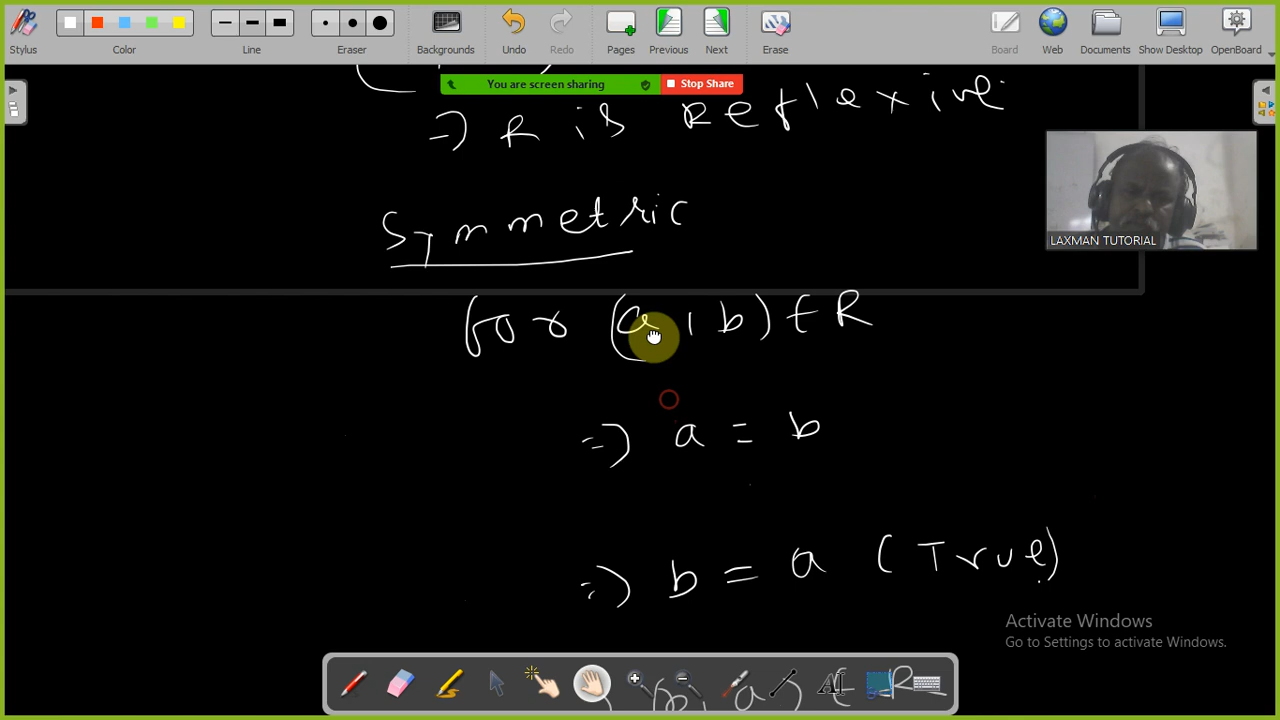 Stylus Color Line Eraser Backgrounds Undo Redo Pages Previous Next Erase Board Web Documents Show Desktop OpenBoard
You are screen sharing Stop Share
=> R is Reflexive
LAXMAN TUTORIAL
Symmetric
for (a, b) ∈ R
=> a = b
=> b = a (True)
Activate Windows
Go to Settings to activate Windows.
(b, a) ∈ R